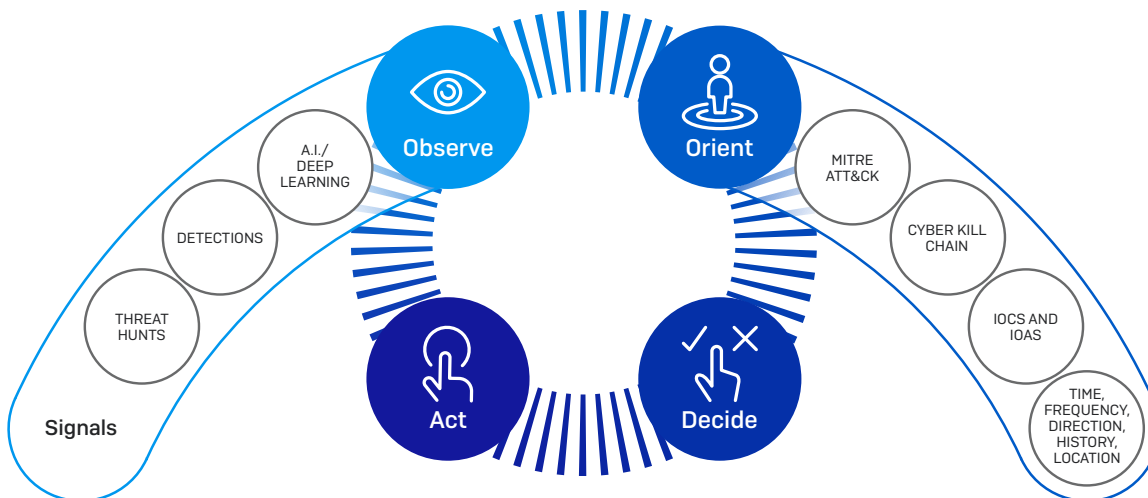 Observe
Orient
A.I./
DEEP
LEARNING
DETECTIONS
THREAT
HUNTS
Signals
MITRE
ATT&CK
CYBER KILL
CHAIN
IOCS AND
IOAS
TIME,
FREQUENCY,
DIRECTION,
HISTORY,
LOCATION
Act
Decide